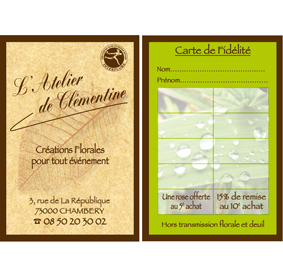 L'Atelier
de Clémentine
Créations Florales
pour tout événement
3, rue de La République
73000 CHAMBERY
☎ 08 50 20 30 02
Carte de Fidélité
Nom
Prénom
Une rose offerte
au 5e achat
15% de remise
au 10e achat
Hors transmission florale et deuil